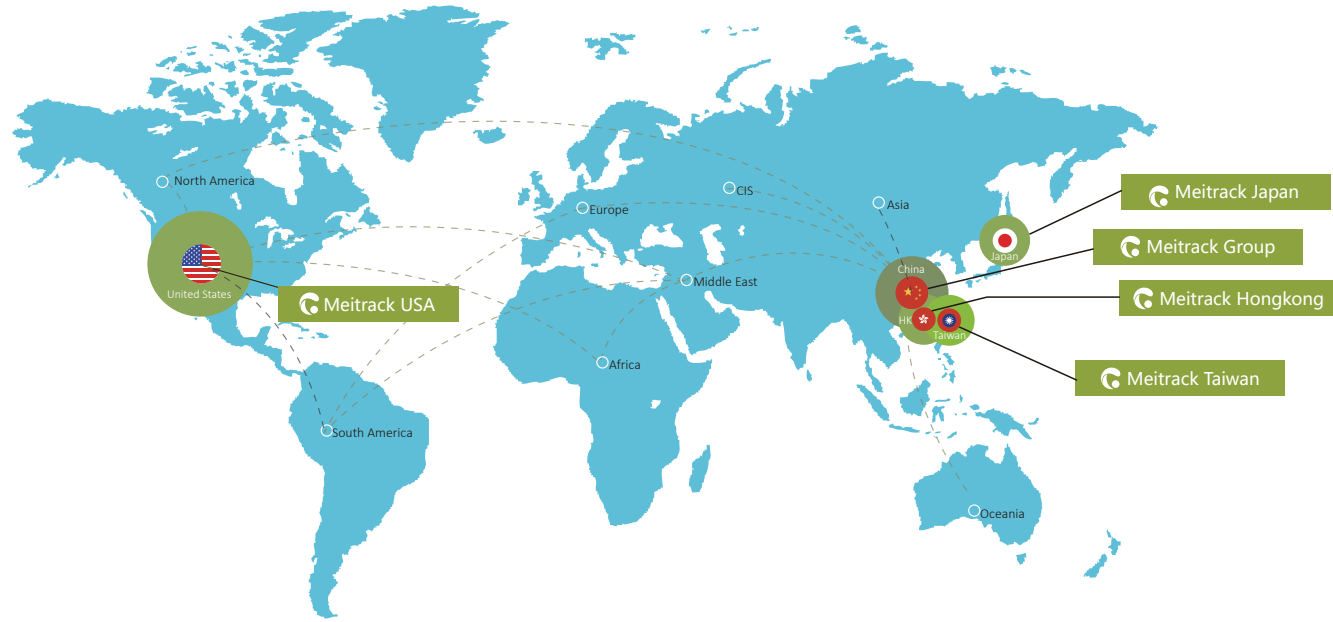 North America
CIS
Europe
Asia
Meitrack Japan
Meitrack Group
Japan
China
United States
Meitrack USA
Middle East
Meitrack Hongkong
HK
Taiwan
Africa
Meitrack Taiwan
South America
Oceania